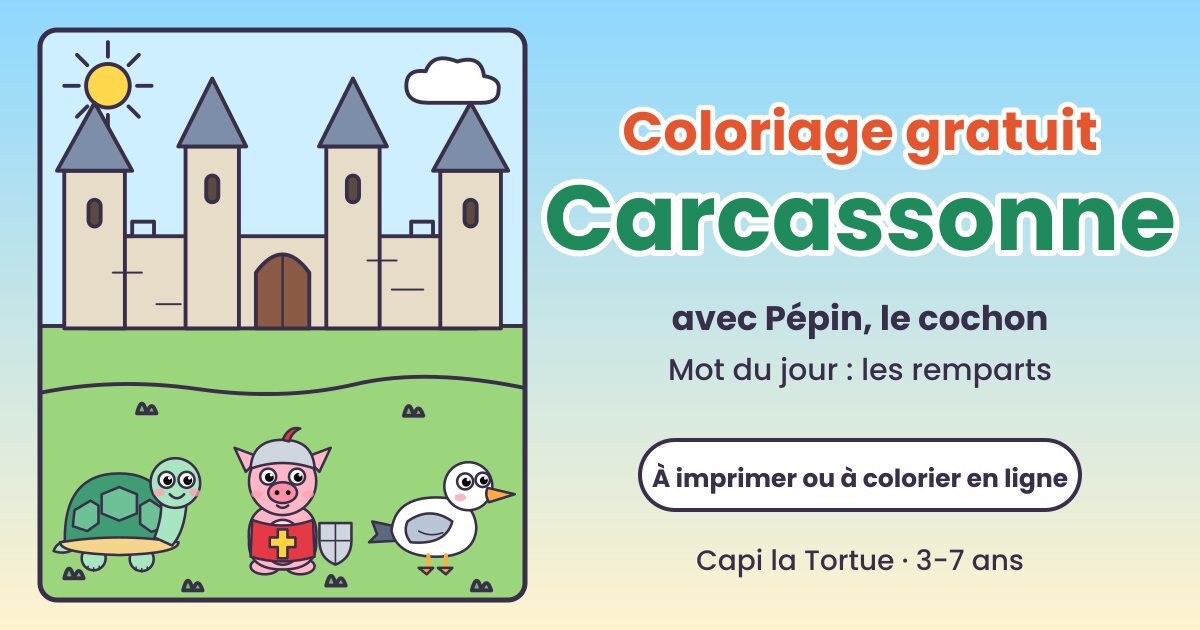 Coloriage gratuit
Carcassonne
avec Pépin, le cochon
Mot du jour : les remparts
À imprimer ou à colorier en ligne
Capi la Tortue · 3-7 ans